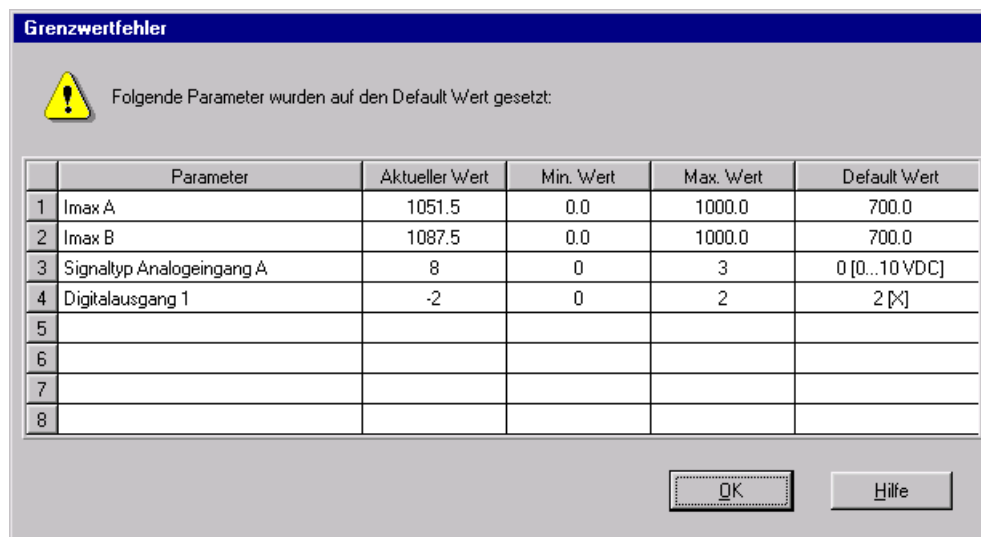 Grenzwertfehler
Folgende Parameter wurden auf den Default Wert gesetzt:
Parameter Aktueller Wert Min. Wert Max. Wert Default Wert
1 Imax A 1051.5 0.0 1000.0 700.0
2 Imax B 1087.5 0.0 1000.0 700.0
3 Signaltyp Analogeingang A 8 0 3 0 [0...10 VDC]
4 Digitalausgang 1 -2 0 2 2 [X]
5
6
7
8
OK Hilfe